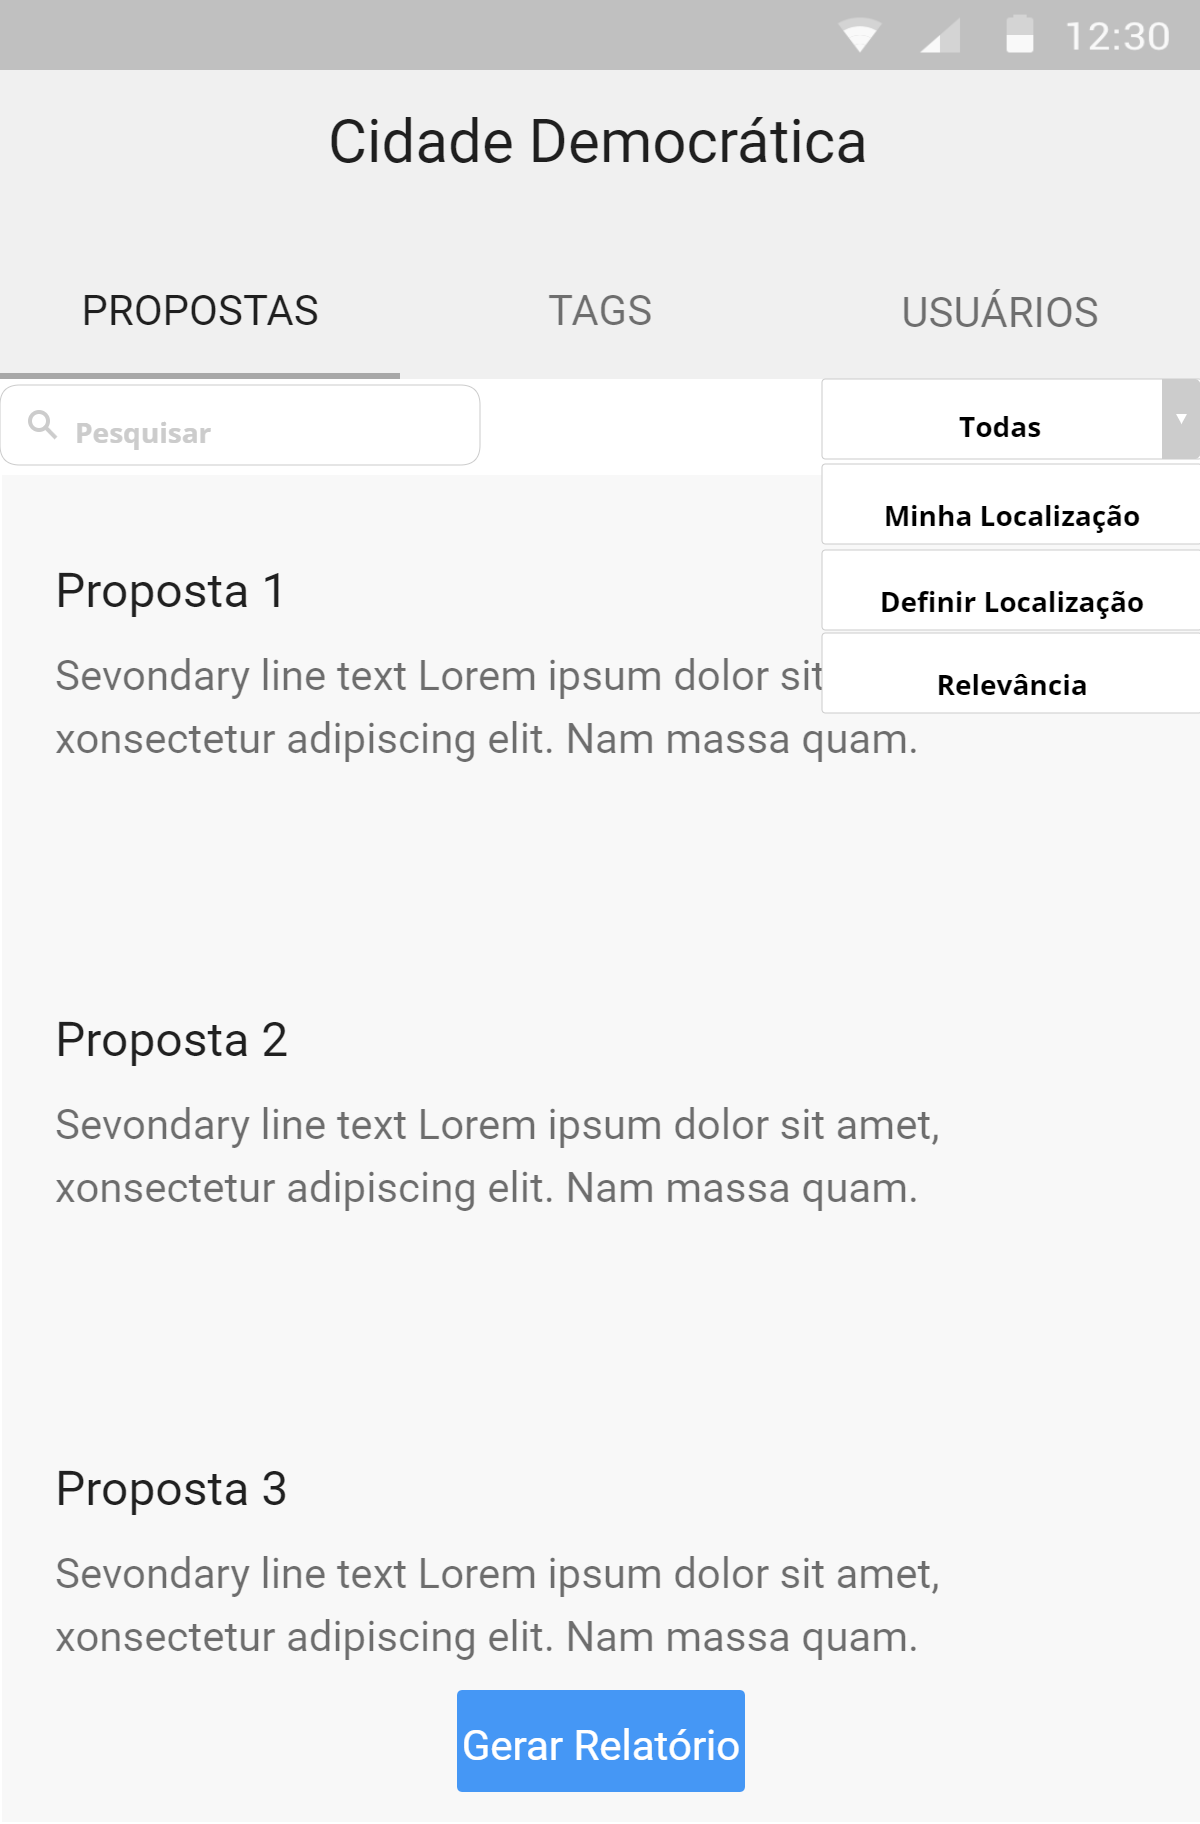 12:30
Cidade Democrática
PROPOSTAS
TAGS
USUÁRIOS
Pesquisar
Todas
Minha Localização
Definir Localização
Relevância
Proposta 1
Sevondary line text Lorem ipsum dolor sit
xonsectetur adipiscing elit. Nam massa quam.
Proposta 2
Sevondary line text Lorem ipsum dolor sit amet,
xonsectetur adipiscing elit. Nam massa quam.
Proposta 3
Sevondary line text Lorem ipsum dolor sit amet,
xonsectetur adipiscing elit. Nam massa quam.
Gerar Relatório